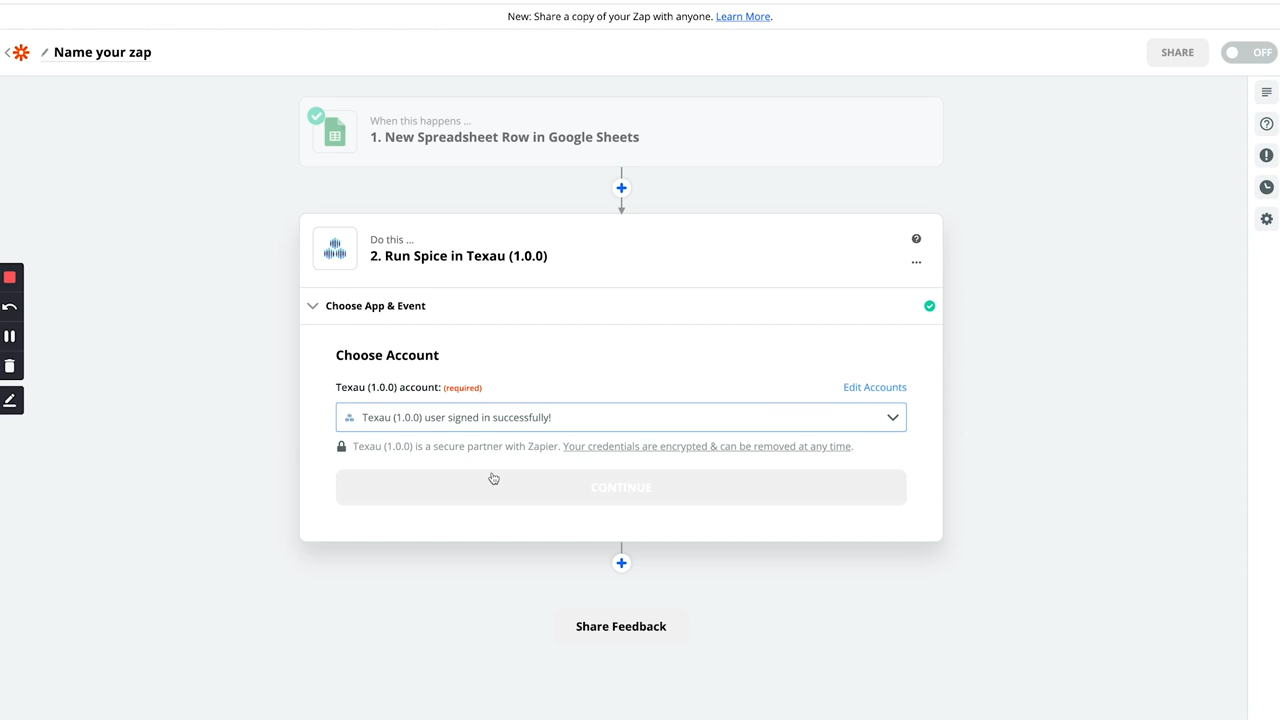 New: Share a copy of your Zap with anyone. Learn More.
Name your zap
SHARE
OFF
When this happens ...
1. New Spreadsheet Row in Google Sheets
Do this ...
2. Run Spice in Texau (1.0.0)
...
Choose App & Event
Choose Account
Texau (1.0.0) account: (required)
Edit Accounts
Texau (1.0.0) user signed in successfully!
Texau (1.0.0) is a secure partner with Zapier. Your credentials are encrypted & can be removed at any time.
CONTINUE
Share Feedback